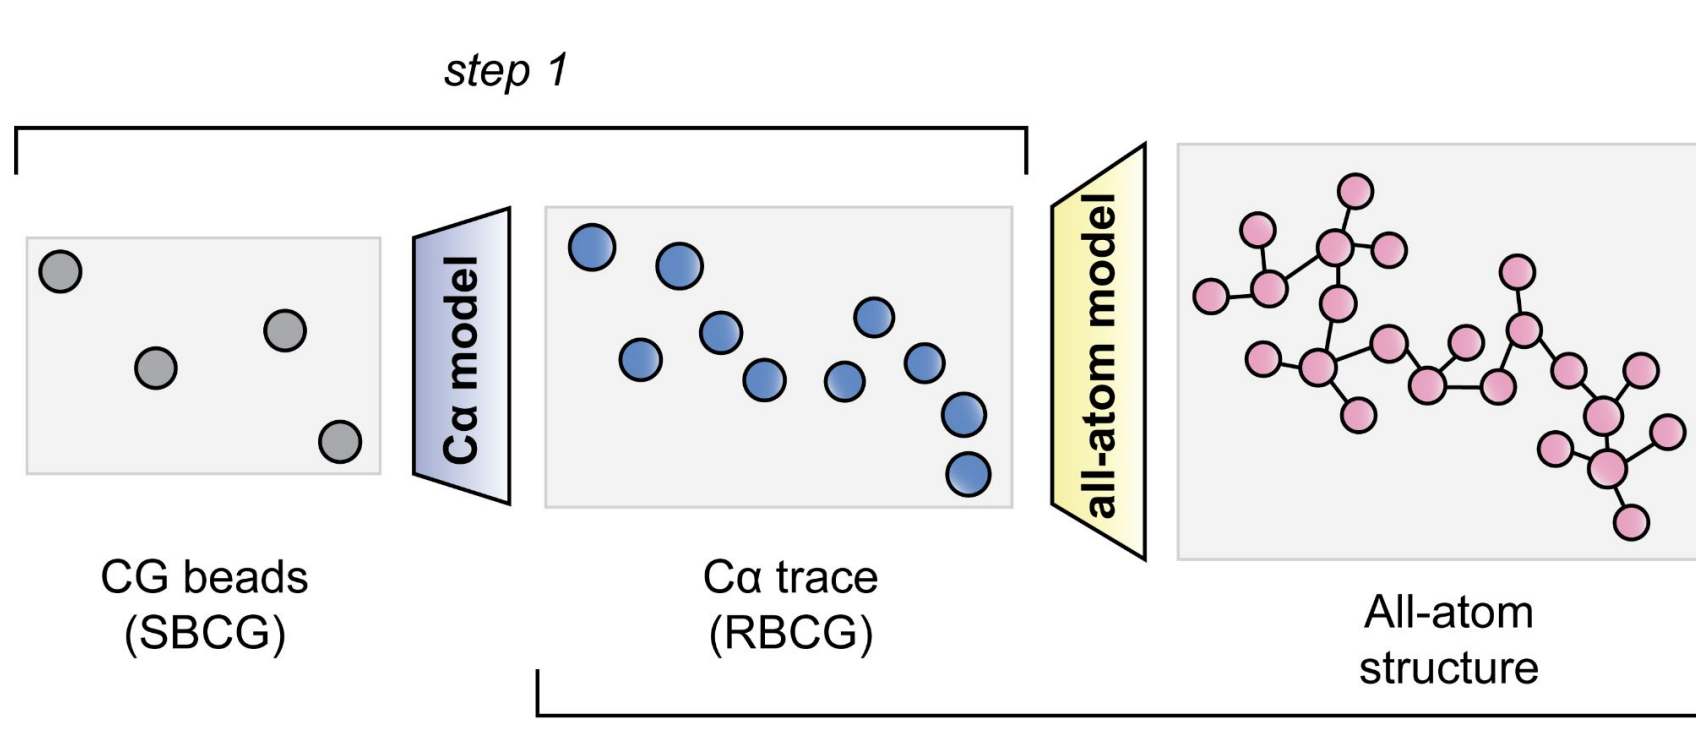 step 1
Cα model
all-atom model
CG beads
(SBCG)
Cα trace
(RBCG)
All-atom
structure